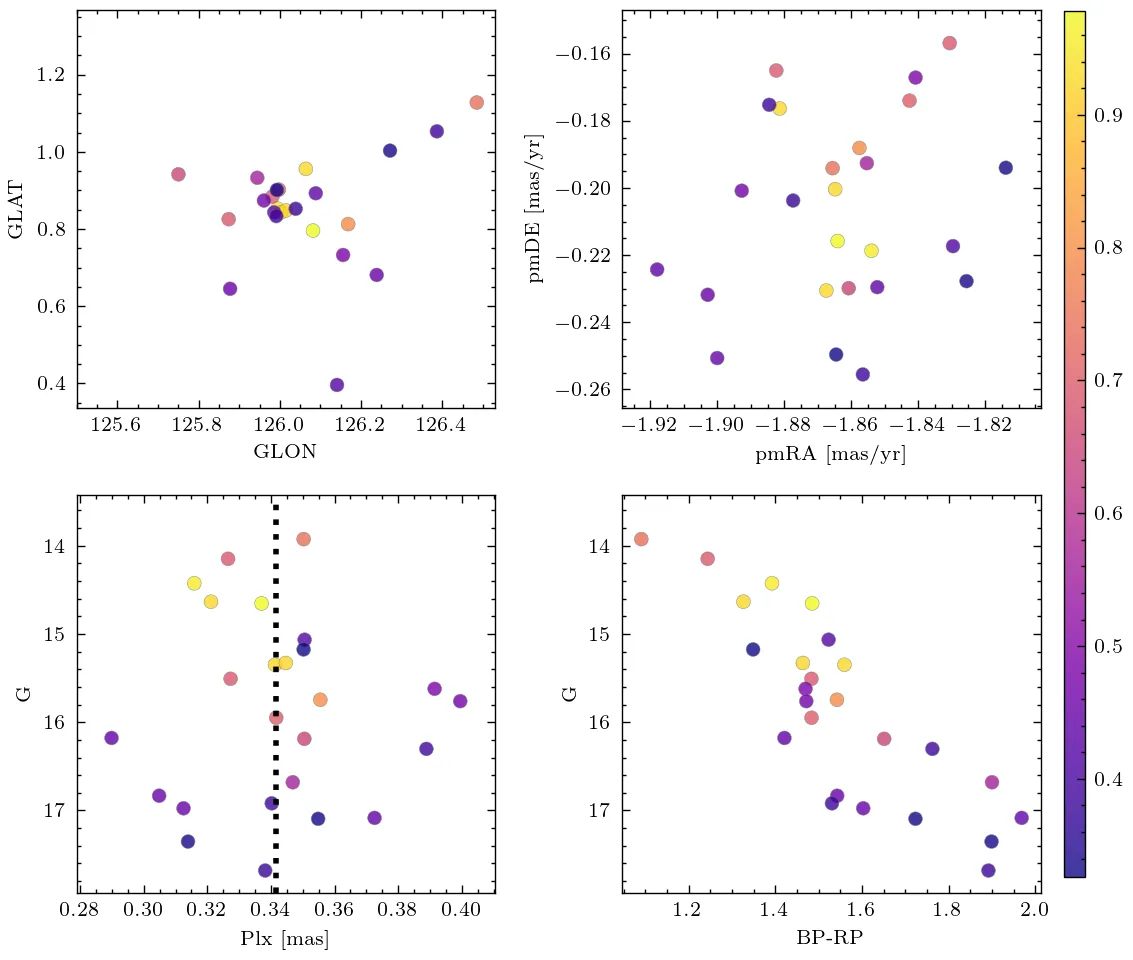 1.2
1.0
0.8
0.6
0.4
GLAT
125.6 125.8 126.0 126.2 126.4
GLON
−0.16
−0.18
−0.20
−0.22
−0.24
−0.26
pmDE [mas/yr]
−1.92 −1.90 −1.88 −1.86 −1.84 −1.82
pmRA [mas/yr]
14
15
16
17
G
0.28 0.30 0.32 0.34 0.36 0.38 0.40
Plx [mas]
14
15
16
17
G
1.2 1.4 1.6 1.8 2.0
BP-RP
0.9
0.8
0.7
0.6
0.5
0.4